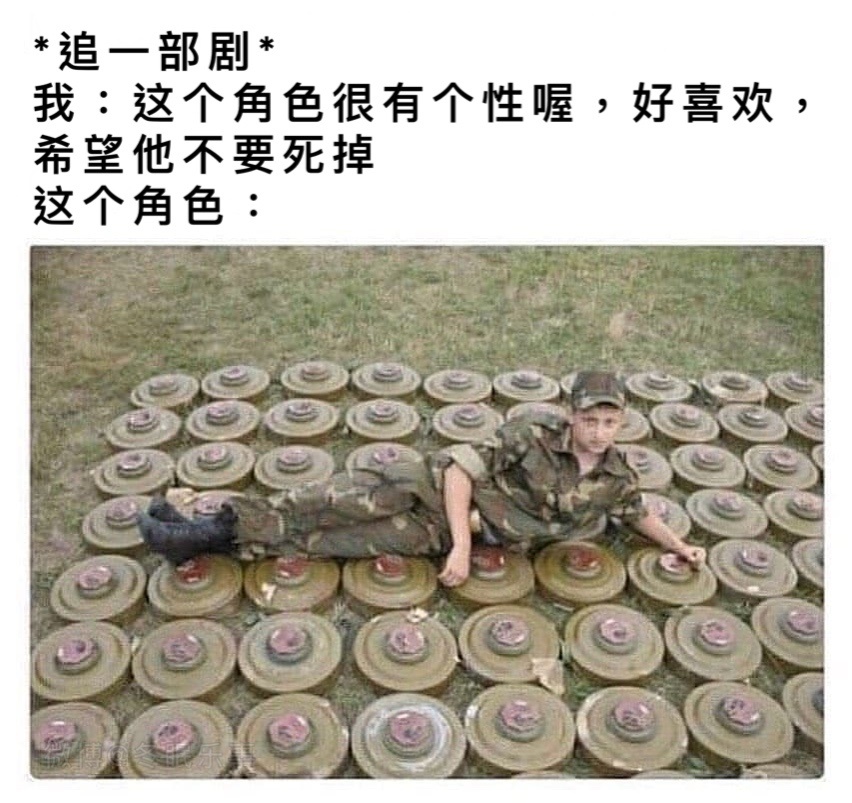 *追一部剧*
我：这个角色很有个性喔，好喜欢，
希望他不要死掉
这个角色：